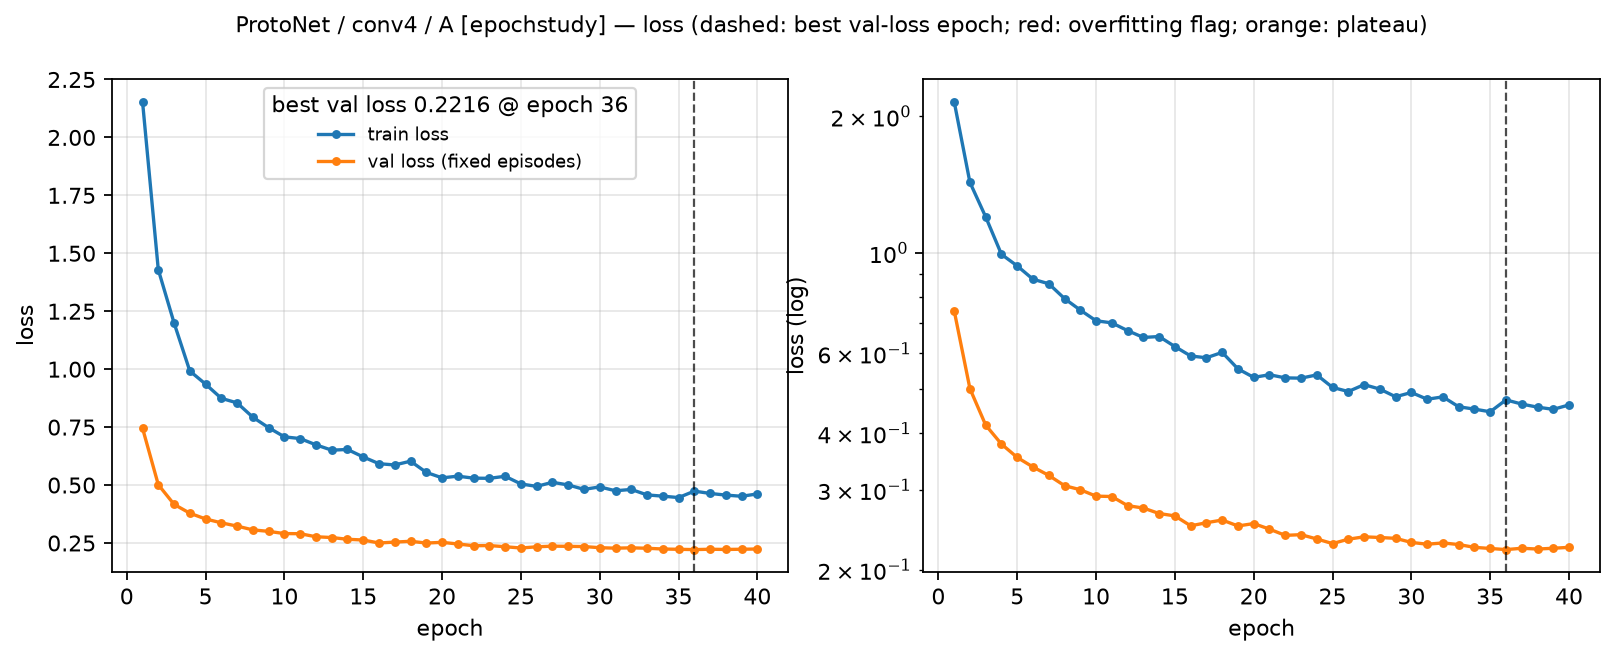 ProtoNet / conv4 / A [epochstudy] — loss (dashed: best val-loss epoch; red: overfitting flag; orange: plateau)
loss
2.25
2.00
1.75
1.50
1.25
1.00
0.75
0.50
0.25
best val loss 0.2216 @ epoch 36
train loss
val loss (fixed episodes)
0 5 10 15 20 25 30 35 40
epoch
loss (log)
2 × 10⁰
10⁰
6 × 10⁻¹
4 × 10⁻¹
3 × 10⁻¹
2 × 10⁻¹
0 5 10 15 20 25 30 35 40
epoch